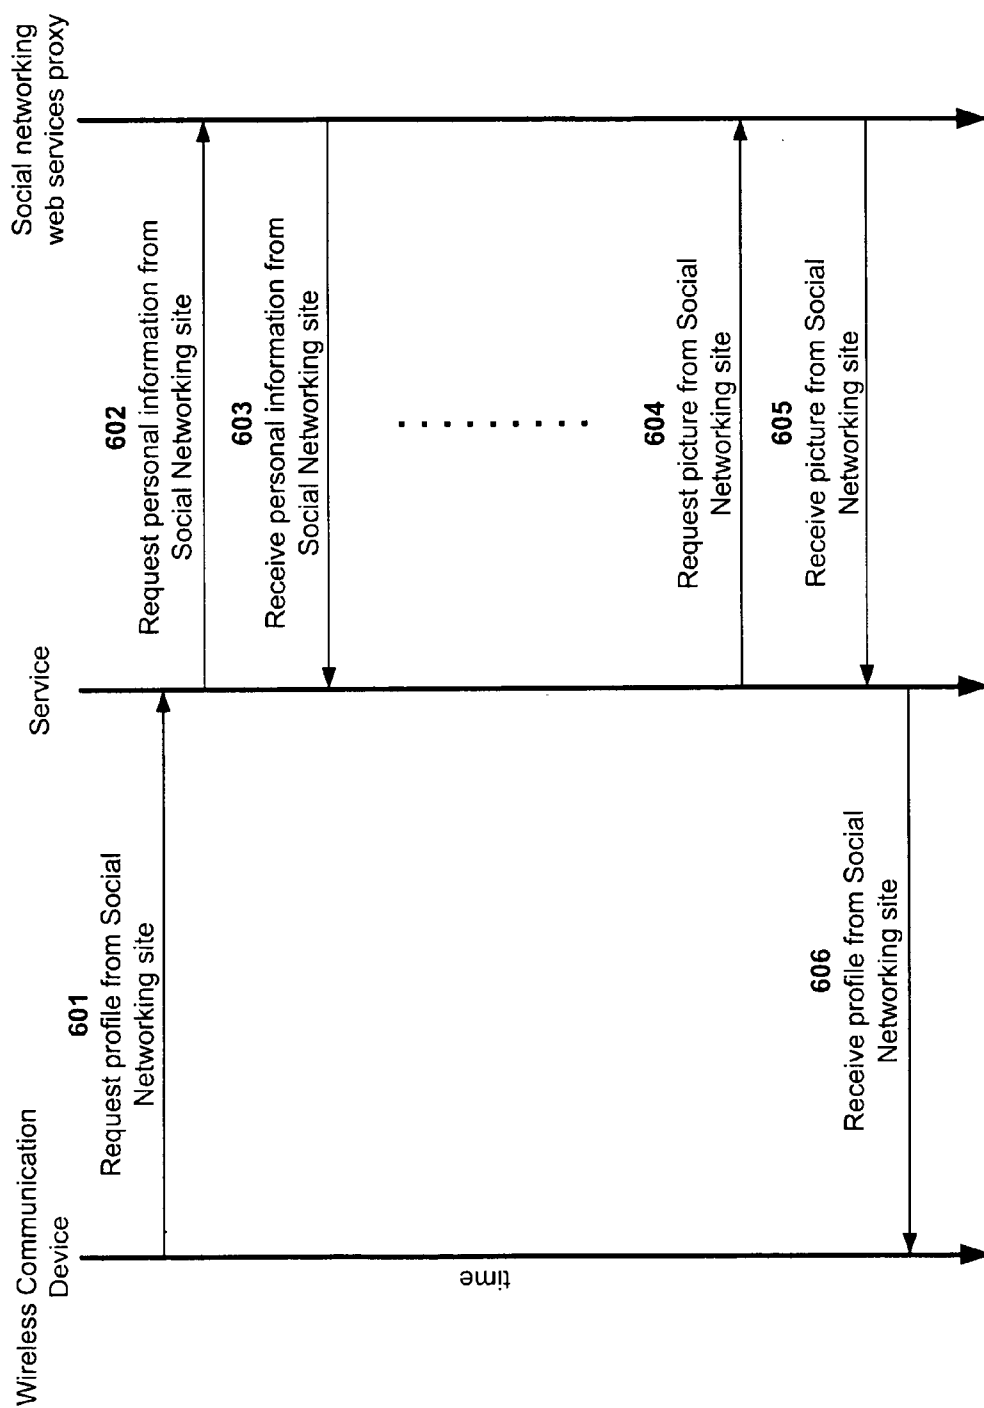 Wireless Communication
Device
Service
Social networking
web services proxy
601
Request profile from Social
Networking site
602
Request personal information from
Social Networking site
603
Receive personal information from
Social Networking site
604
Request picture from Social
Networking site
605
Receive picture from Social
Networking site
606
Receive profile from Social
Networking site
time